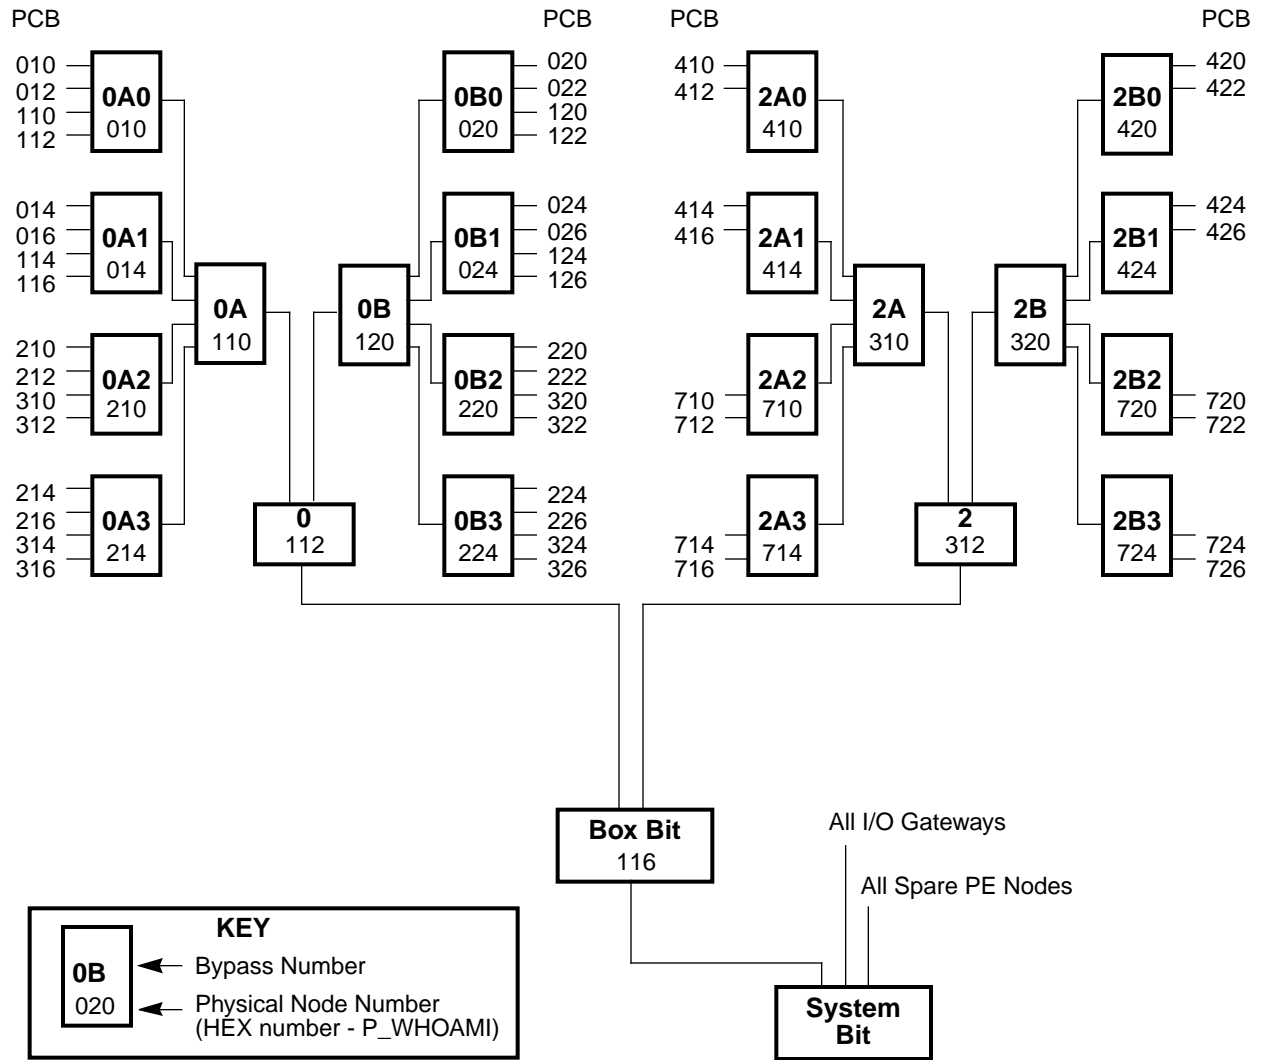 PCB PCB PCB PCB
010
012
110
112
0A0
010
0B0
020
020
022
120
122
410
412
2A0
410
2B0
420
420
422
014
016
114
116
0A1
014
0B1
024
024
026
124
126
414
416
2A1
414
2B1
424
424
426
0A
110
0B
120
2A
310
2B
320
210
212
310
312
0A2
210
0B2
220
220
222
320
322
710
712
2A2
710
2B2
720
720
722
214
216
314
316
0A3
214
0
112
0B3
224
224
226
324
326
714
716
2A3
714
2
312
2B3
724
724
726
Box Bit
116
All I/O Gateways
All Spare PE Nodes
System
Bit
KEY
0B
020
Bypass Number
Physical Node Number
(HEX number - P_WHOAMI)